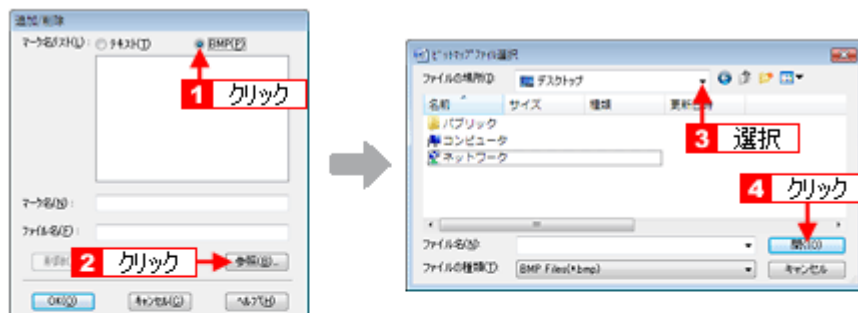 追加/削除
マーク名リスト(L): テキスト(T) BMP(P)
1 クリック
マーク名(N):
ファイル名(F):
2 クリック 参照(B)...
OK(O) キャンセル(C) ヘルプ(H)
ビットマップファイル選択
ファイルの場所(I): デスクトップ
名前 サイズ 種類
パブリック
コンピュータ
ネットワーク
3 選択
4 クリック
ファイル名(N): 開く(O)
ファイルの種類(T): BMP Files(*.bmp) キャンセル